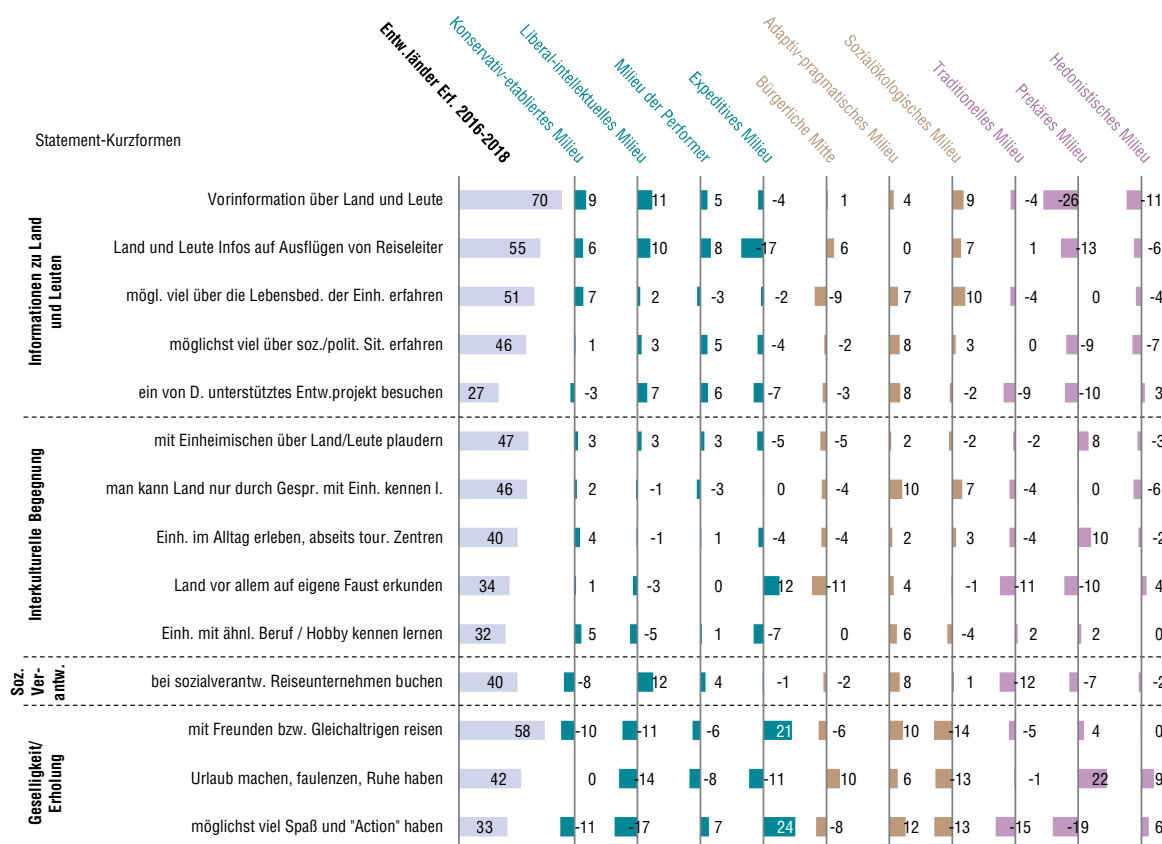 Entw.länder Erf. 2016-2018
Konservativ-etabliertes Milieu
Liberal-intellektuelles Milieu
Milieu der Performer
Expeditives Milieu
Bürgerliche Mitte
Adaptiv-pragmatisches Milieu
Sozialökologisches Milieu
Traditionelles Milieu
Prekäres Milieu
Hedonistisches Milieu
Statement-Kurzformen
Informationen zu Land
und Leuten
Vorinformation über Land und Leute 70 9 11 5 -4 1 4 9 -4 -26 -11
Land und Leute Infos auf Ausflügen von Reiseleiter 55 6 10 8 -17 6 0 7 1 -13 -6
mögl. viel über die Lebensbed. der Einh. erfahren 51 7 2 -3 -2 -9 7 10 -4 0 -4
möglichst viel über soz./polit. Sit. erfahren 46 1 3 5 -4 -2 8 3 0 -9 -7
ein von D. unterstütztes Entw.projekt besuchen 27 -3 7 6 -7 -3 8 -2 -9 -10 3
Interkulturelle Begegnung
mit Einheimischen über Land/Leute plaudern 47 3 3 3 -5 -5 2 -2 -2 8 -3
man kann Land nur durch Gespr. mit Einh. kennen l. 46 2 -1 -3 0 -4 10 7 -4 0 -6
Einh. im Alltag erleben, abseits tour. Zentren 40 4 -1 1 -4 -4 2 3 -4 10 -2
Land vor allem auf eigene Faust erkunden 34 1 -3 0 12 -11 4 -1 -11 -10 4
Einh. mit ähnl. Beruf / Hobby kennen lernen 32 5 -5 1 -7 0 6 -4 2 2 0
Soz.
Ver-
antw.
bei sozialverantw. Reiseunternehmen buchen 40 -8 12 4 -1 -2 8 1 -12 -7 -2
Geselligkeit/
Erholung
mit Freunden bzw. Gleichaltrigen reisen 58 -10 -11 -6 21 -6 10 -14 -5 4 0
Urlaub machen, faulenzen, Ruhe haben 42 0 -14 -8 -11 10 6 -13 -1 22 9
möglichst viel Spaß und "Action" haben 33 -11 -17 7 24 -8 12 -13 -15 -19 6